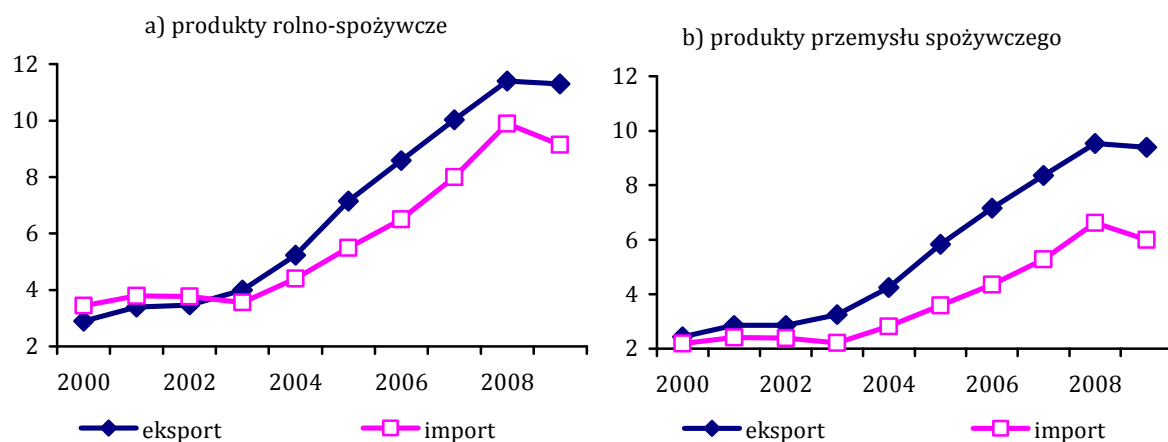 a) produkty rolno-spożywcze
12
10
8
6
4
2
2000 2002 2004 2006 2008
eksport import
b) produkty przemysłu spożywczego
12
10
8
6
4
2
2000 2002 2004 2006 2008
eksport import